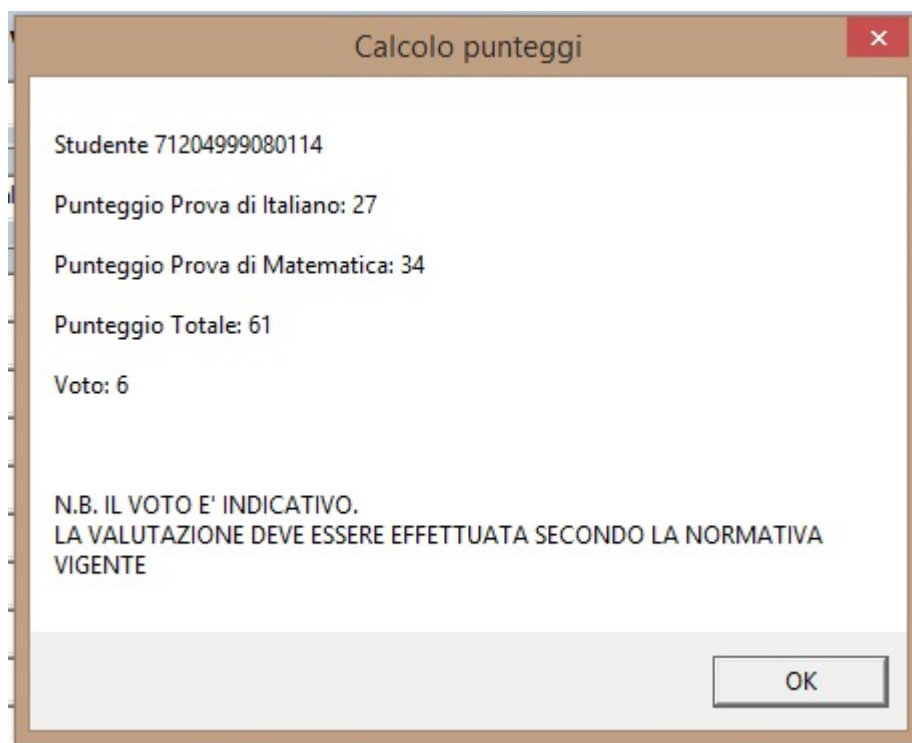 Calcolo punteggi
Studente 71204999080114
Punteggio Prova di Italiano: 27
Punteggio Prova di Matematica: 34
Punteggio Totale: 61
Voto: 6
N.B. IL VOTO E' INDICATIVO.
LA VALUTAZIONE DEVE ESSERE EFFETTUATA SECONDO LA NORMATIVA
VIGENTE
OK